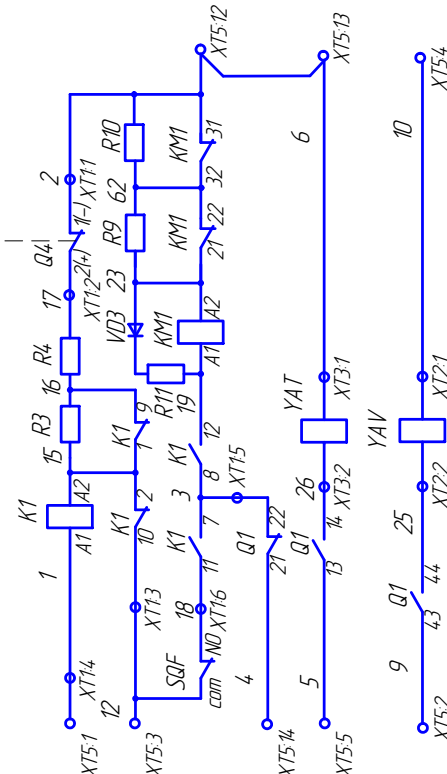 XT5:1
XT1:4
1
K1
A1
A2
15
R3
16
R4
17
XT1:2
2(+)
Q4
1(-)
XT1:1
2
XT5:3
12
XT1:3
10
K1
2
1
K1
9
R11
VD3
23
R9
62
R10
SQF
com
NO
18
XT1:6
11
K1
7
3
8
K1
12
19
A1
KM1
A2
21
KM1
22
32
KM1
31
XT5:12
XT1:5
XT5:14
4
21
Q1
22
XT5:5
5
13
Q1
14
26
XT3:2
YAT
XT3:1
6
XT5:13
XT5:2
9
43
Q1
44
25
XT2:2
YAV
XT2:1
10
XT5:4